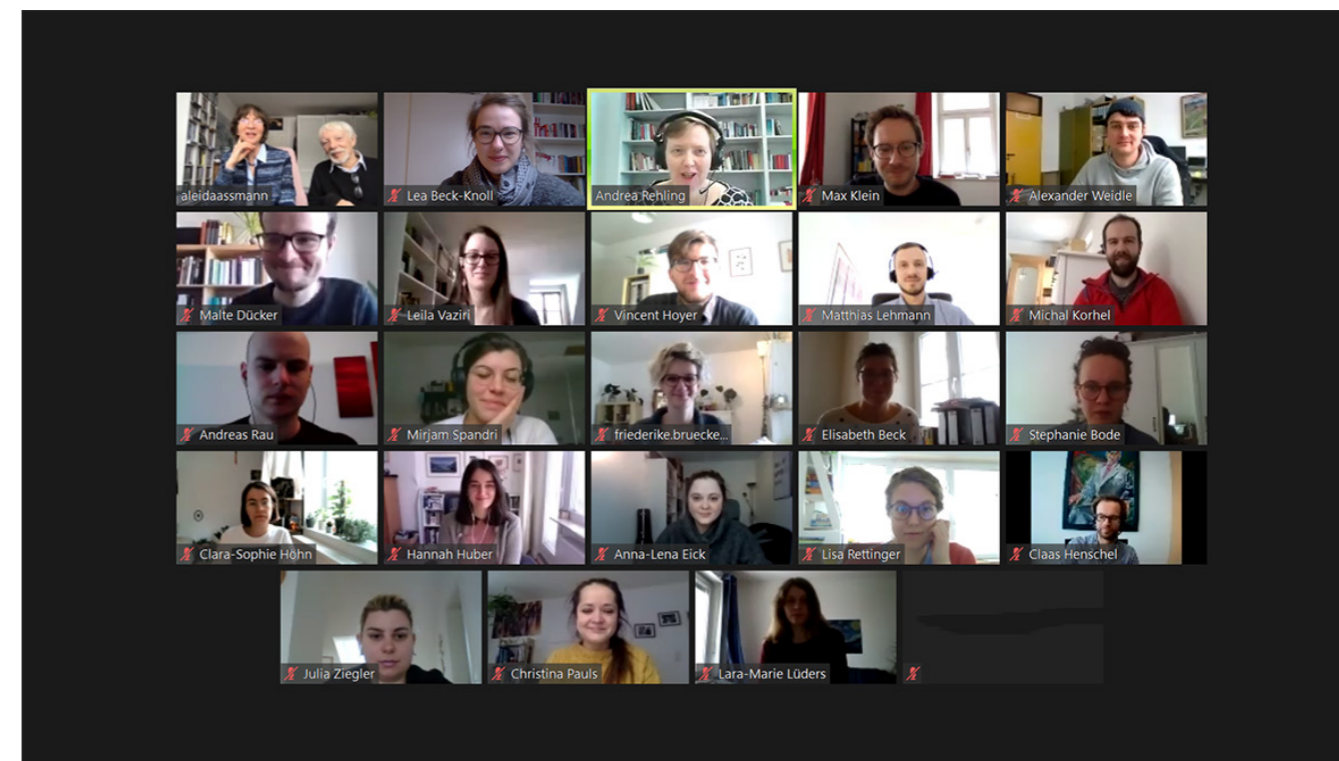 aleidaassmann
Lea Beck-Knoll
Andrea Rehling
Max Klein
Alexander Weidle
Malte Dücker
Leila Vaziri
Vincent Hoyer
Matthias Lehmann
Michal Korhel
Andreas Rau
Mirjam Spandri
friederike.bruecke...
Elisabeth Beck
Stephanie Bode
Clara-Sophie Höhn
Hannah Huber
Anna-Lena Eick
Lisa Rettinger
Claas Henschel
Julia Ziegler
Christina Pauls
Lara-Marie Lüders